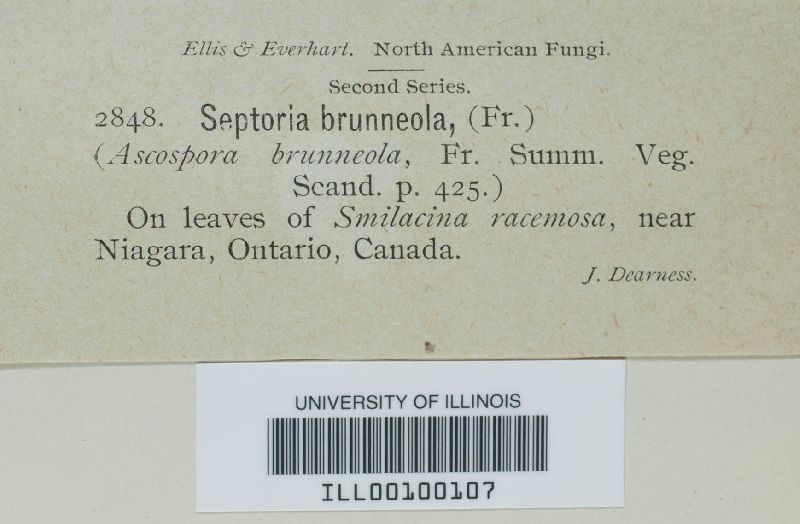 Ellis & Everhart. North American Fungi.
Second Series.
2848. Septoria brunneola, (Fr.)
(Ascospora brunneola, Fr. Summ. Veg.
Scand. p. 425.)
On leaves of Smilacina racemosa, near
Niagara, Ontario, Canada.
J. Dearness.
UNIVERSITY OF ILLINOIS
ILL00100107